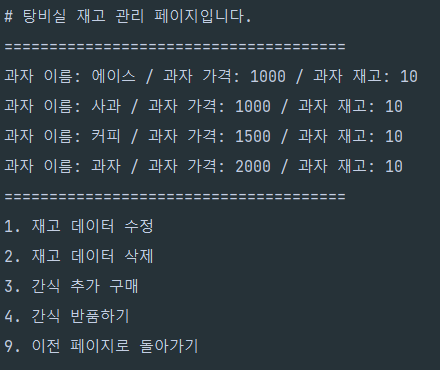 # 탕비실 재고 관리 페이지입니다.
======================================
과자 이름: 에이스 / 과자 가격: 1000 / 과자 재고: 10
과자 이름: 사과 / 과자 가격: 1000 / 과자 재고: 10
과자 이름: 커피 / 과자 가격: 1500 / 과자 재고: 10
과자 이름: 과자 / 과자 가격: 2000 / 과자 재고: 10
======================================
1. 재고 데이터 수정
2. 재고 데이터 삭제
3. 간식 추가 구매
4. 간식 반품하기
9. 이전 페이지로 돌아가기